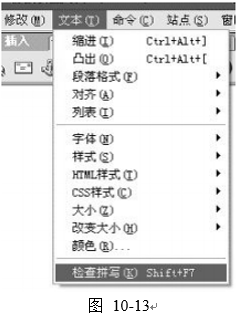 修改(M) 文本(T) 命令(C) 站点(S)
插入
缩进(I) Ctrl+Alt+]
凸出(O) Ctrl+Alt+[
段落格式(F)
对齐(A)
列表(I)
字体(N)
样式(S)
HTML样式(T)
CSS样式(C)
大小(Z)
改变大小(H)
颜色(R)...
检查拼写(K) Shift+F7
图 10-13